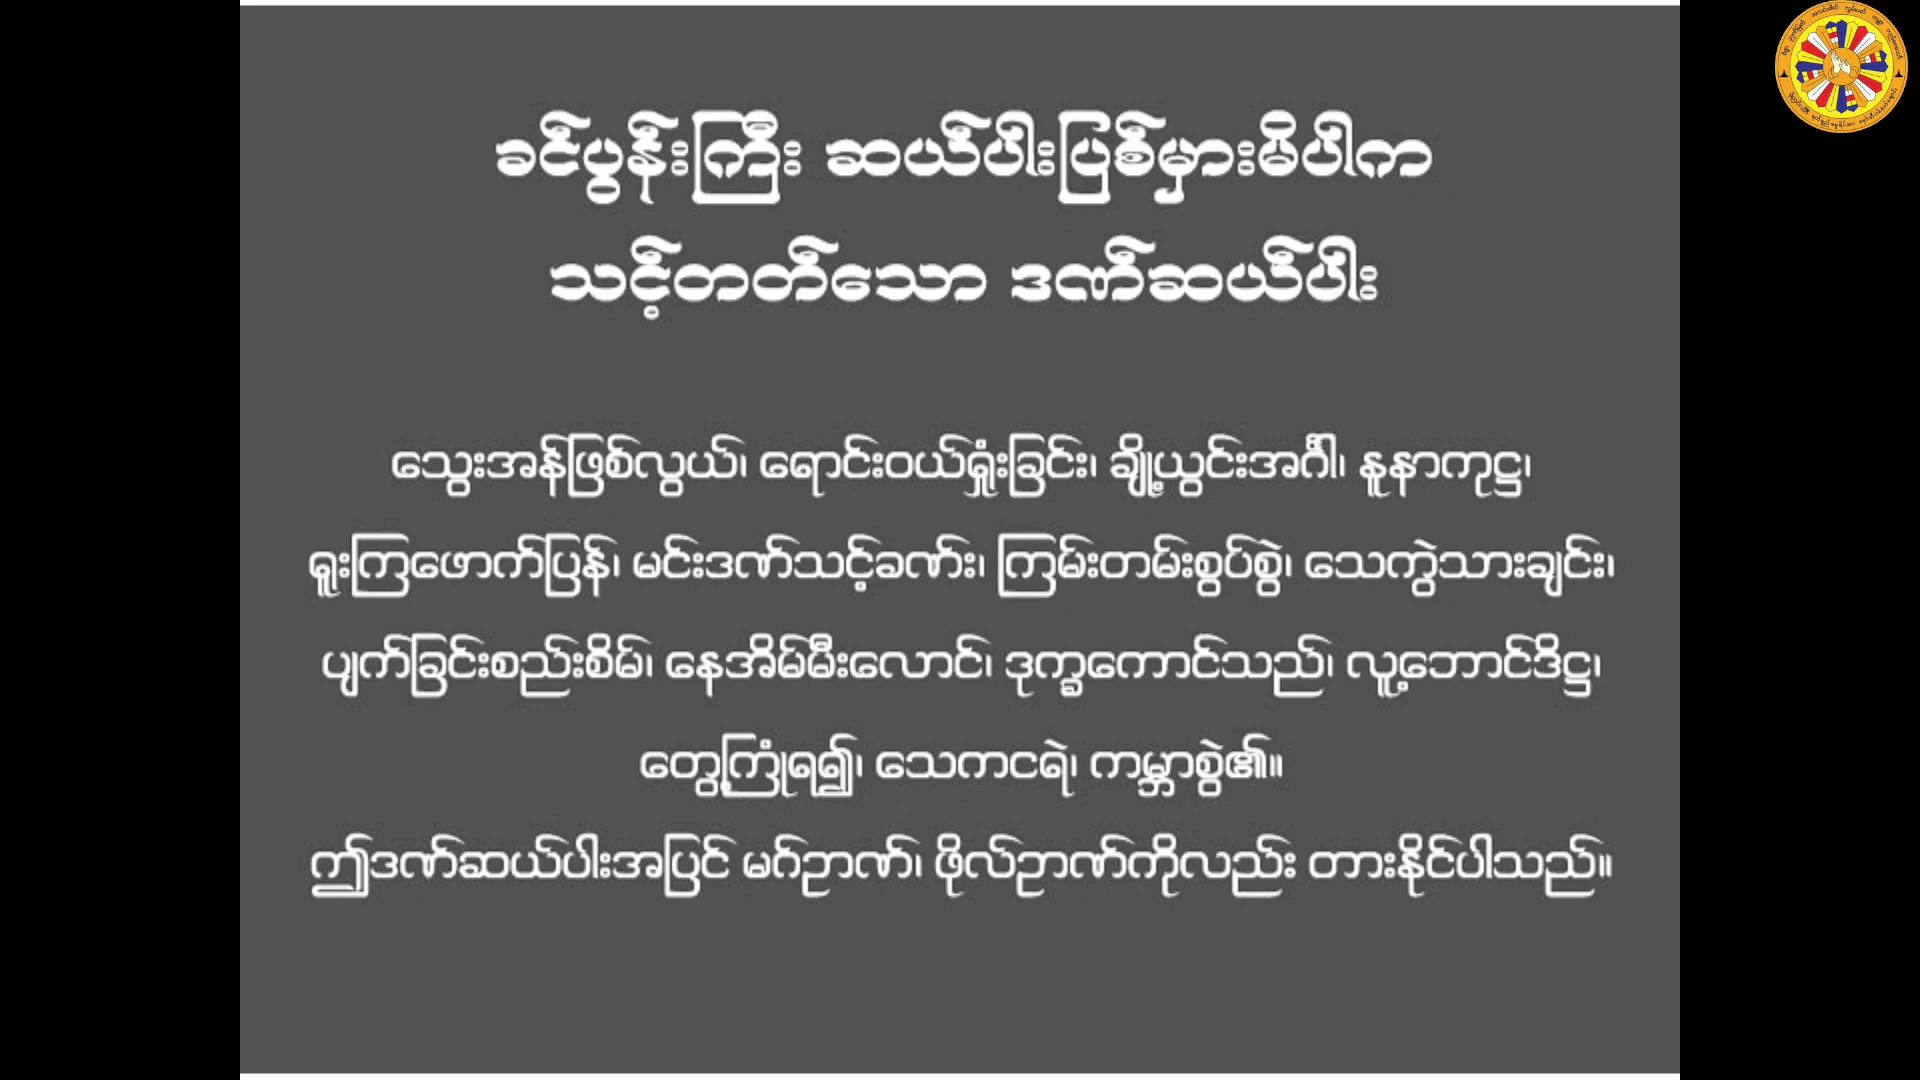 ခင်ပွန်းကြီး ဆယ်ပါးပြစ်မှားမိပါက
သင့်တတ်သော ဒဏ်ဆယ်ပါး
သွေးအန်ဖြစ်လွယ်၊ ရောင်းဝယ်ရှုံးခြင်း၊ ချို့ယွင်းအင်္ဂါ၊ နူနာကုဋ္ဌ၊
ရူးကြဖောက်ပြန်၊ မင်းဒဏ်သင့်ခဏ်း၊ ကြမ်းတမ်းစွပ်စွဲ၊ သေကွဲသားချင်း၊
ပျက်ခြင်းစည်းစိမ်၊ နေအိမ်မီးလောင်၊ ဒုက္ခကောင်သည်၊ လူ့ဘောင်ဒိဋ္ဌ၊
တွေ့ကြုံရ၍၊ သေကငရဲ၊ ကမ္ဘာစွဲ၏။
ဤဒဏ်ဆယ်ပါးအပြင် မဂ်ဉာဏ်၊ ဖိုလ်ဉာဏ်ကိုလည်း တားနိုင်ပါသည်။